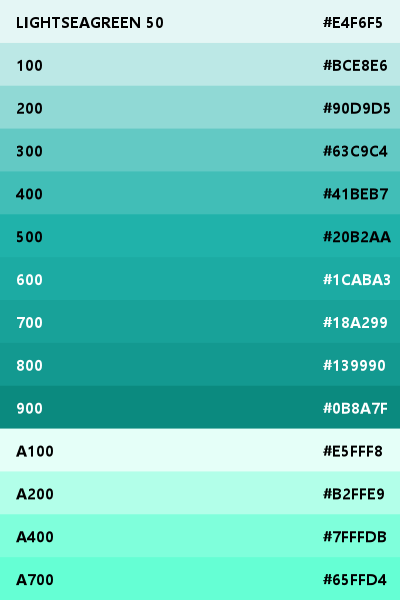 LIGHTSEAGREEN 50 #E4F6F5
100 #BCE8E6
200 #90D9D5
300 #63C9C4
400 #41BEB7
500 #20B2AA
600 #1CABA3
700 #18A299
800 #139990
900 #0B8A7F
A100 #E5FFF8
A200 #B2FFE9
A400 #7FFFDB
A700 #65FFD4